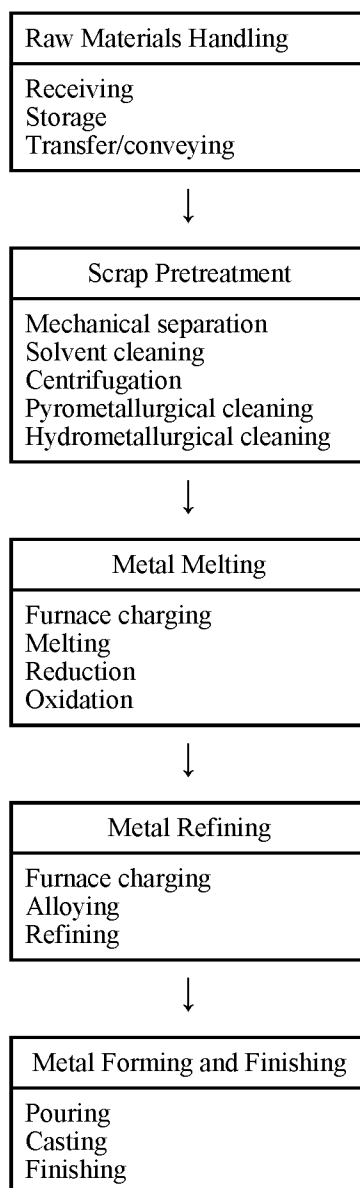 Raw Materials Handling
Receiving
Storage
Transfer/conveying
Scrap Pretreatment
Mechanical separation
Solvent cleaning
Centrifugation
Pyrometallurgical cleaning
Hydrometallurgical cleaning
Metal Melting
Furnace charging
Melting
Reduction
Oxidation
Metal Refining
Furnace charging
Alloying
Refining
Metal Forming and Finishing
Pouring
Casting
Finishing